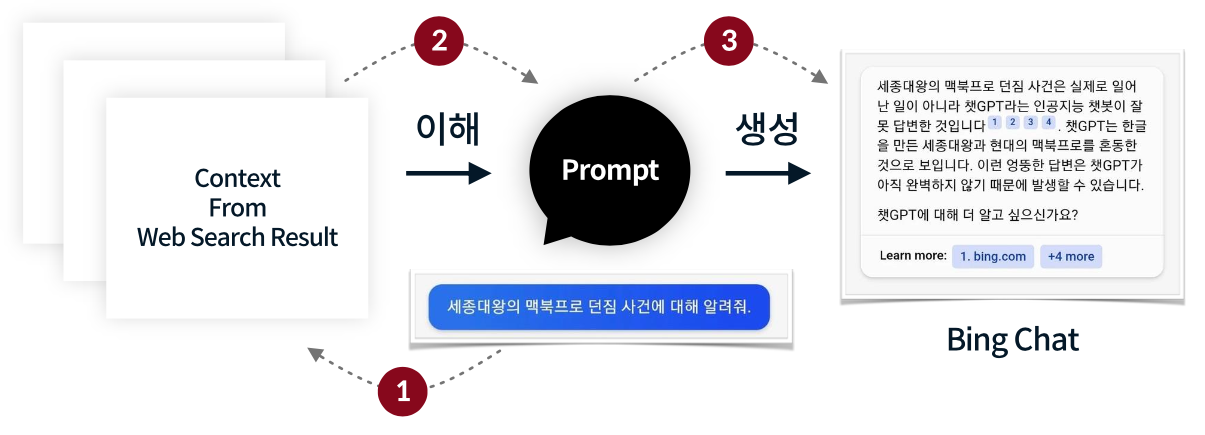 2
3
이해
생성
Context
From
Web Search Result
Prompt
세종대왕의 맥북프로 던짐 사건에 대해 알려줘.
1
세종대왕의 맥북프로 던짐 사건은 실제로 일어
난 일이 아니라 챗GPT라는 인공지능 챗봇이 잘
못 답변한 것입니다 1 2 3 4 . 챗GPT는 한글
을 만든 세종대왕과 현대의 맥북프로를 혼동한
것으로 보입니다. 이런 엉뚱한 답변은 챗GPT가
아직 완벽하지 않기 때문에 발생할 수 있습니다.
챗GPT에 대해 더 알고 싶으신가요?
Learn more: 1. bing.com +4 more
Bing Chat